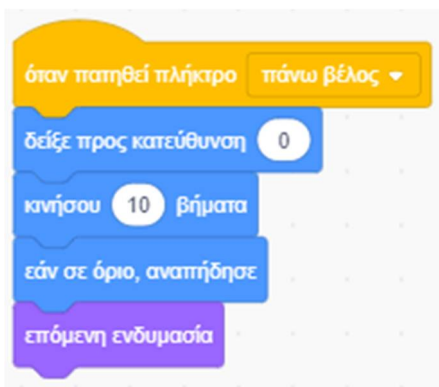 όταν πατηθεί πλήκτρο πάνω βέλος
δείξε προς κατεύθυνση 0
κινήσου 10 βήματα
εάν σε όριο, αναπήδησε
επόμενη ενδυμασία